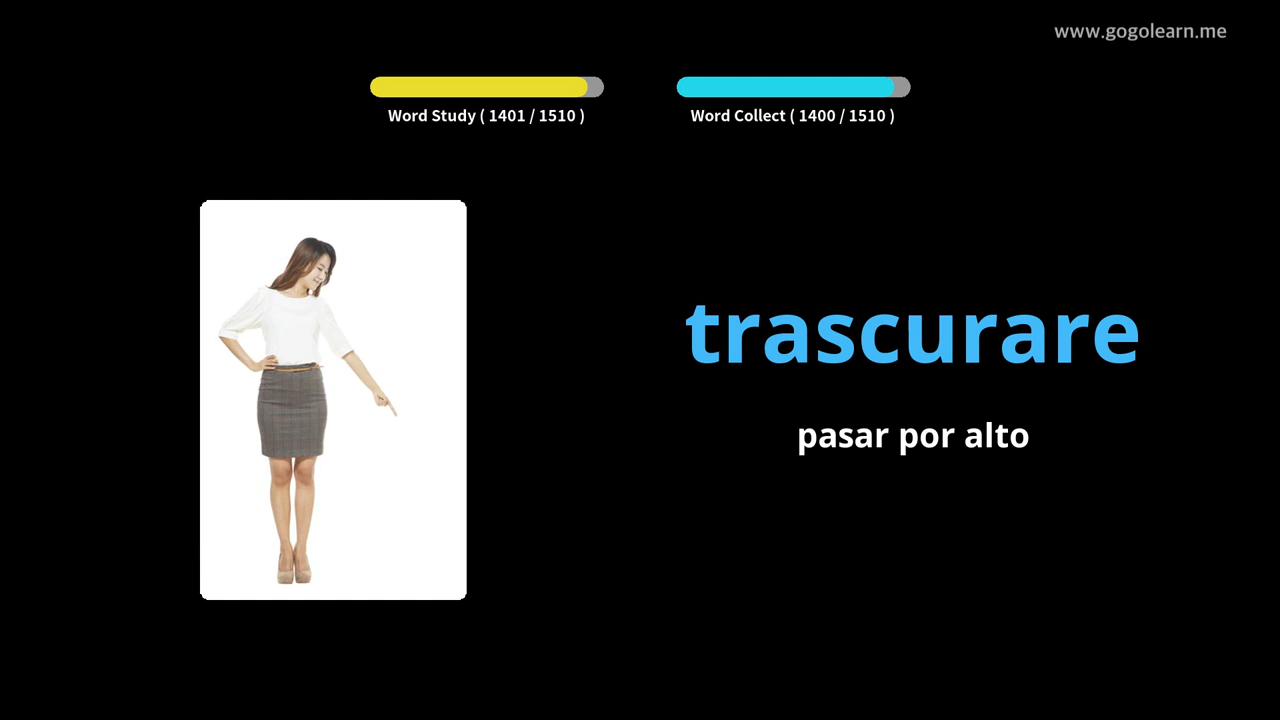 www.gogolearn.me
Word Study ( 1401 / 1510 )
Word Collect ( 1400 / 1510 )
trascurare
pasar por alto